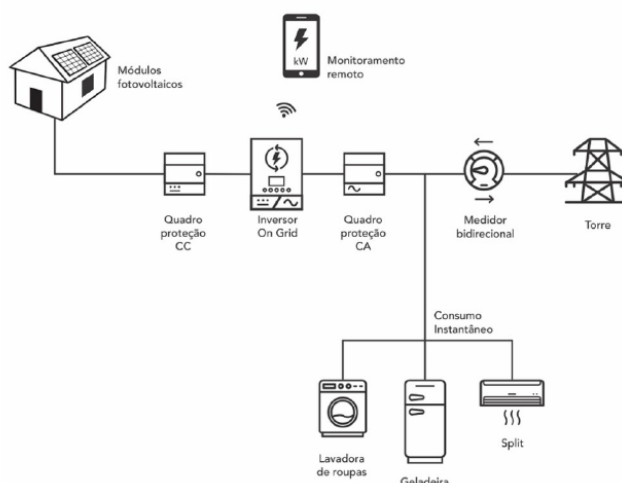 Módulos
fotovoltaicos
kW
Monitoramento
remoto
Quadro
proteção
CC
Inversor
On Grid
Quadro
proteção
CA
Medidor
bidirecional
Torre
Consumo
Instantâneo
Lavadora
de roupas
Geladeira
Split